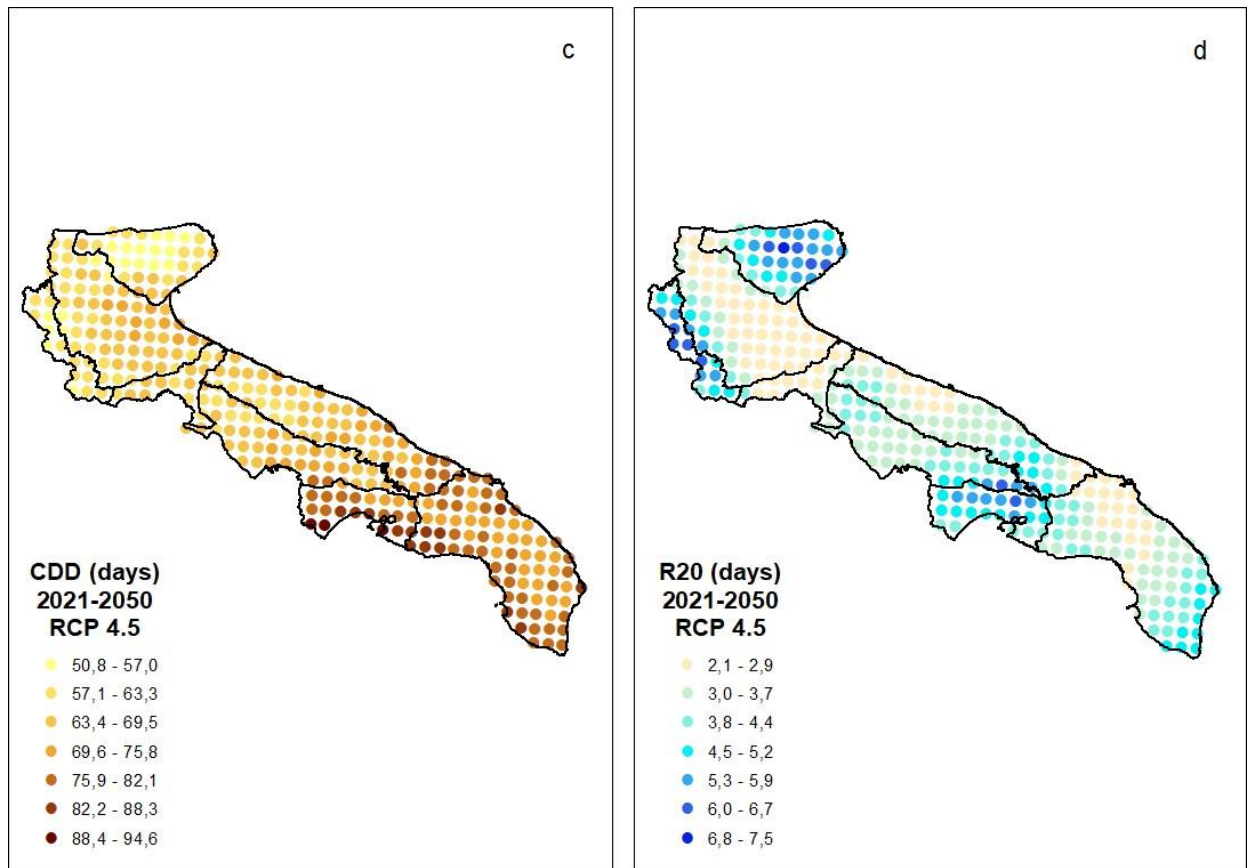 c
CDD (days)
2021-2050
RCP 4.5
50,8 - 57,0
57,1 - 63,3
63,4 - 69,5
69,6 - 75,8
75,9 - 82,1
82,2 - 88,3
88,4 - 94,6
d
R20 (days)
2021-2050
RCP 4.5
2,1 - 2,9
3,0 - 3,7
3,8 - 4,4
4,5 - 5,2
5,3 - 5,9
6,0 - 6,7
6,8 - 7,5